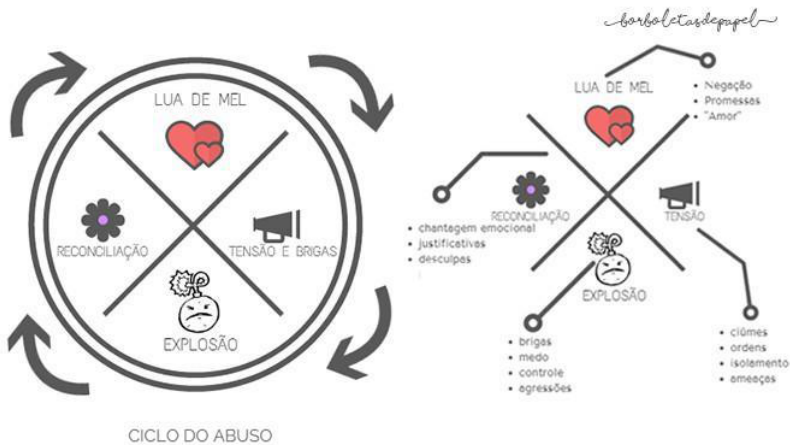 borboletasdepapel
LUA DE MEL
RECONCILIAÇÃO
TENSÃO E BRIGAS
EXPLOSÃO
CICLO DO ABUSO
LUA DE MEL
• Negação
• Promessas
• "Amor"
RECONCILIAÇÃO
• chantagem emocional
• justificativas
• desculpas
TENSÃO
EXPLOSÃO
• brigas
• medo
• controle
• agressões
• ciúmes
• ordens
• isolamento
• ameaças